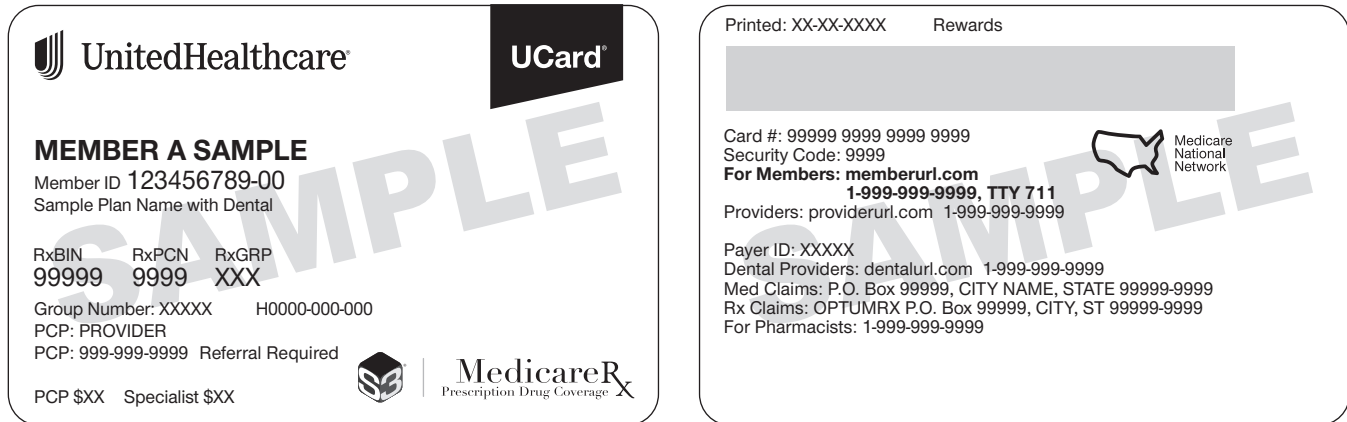 UnitedHealthcare®
UCard®
MEMBER A SAMPLE
Member ID 123456789-00
Sample Plan Name with Dental
RxBIN RxPCN RxGRP
99999 9999 XXX
Group Number: XXXXX H0000-000-000
PCP: PROVIDER
PCP: 999-999-9999 Referral Required
PCP $XX Specialist $XX
S3
MedicareRx
Prescription Drug Coverage
SAMPLE
Printed: XX-XX-XXXX Rewards
Card #: 99999 9999 9999 9999
Security Code: 9999
For Members: memberurl.com
1-999-999-9999, TTY 711
Providers: providerurl.com 1-999-999-9999
Medicare
National
Network
Payer ID: XXXXX
Dental Providers: dentalurl.com 1-999-999-9999
Med Claims: P.O. Box 99999, CITY NAME, STATE 99999-9999
Rx Claims: OPTUMRX P.O. Box 99999, CITY, ST 99999-9999
For Pharmacists: 1-999-999-9999
SAMPLE